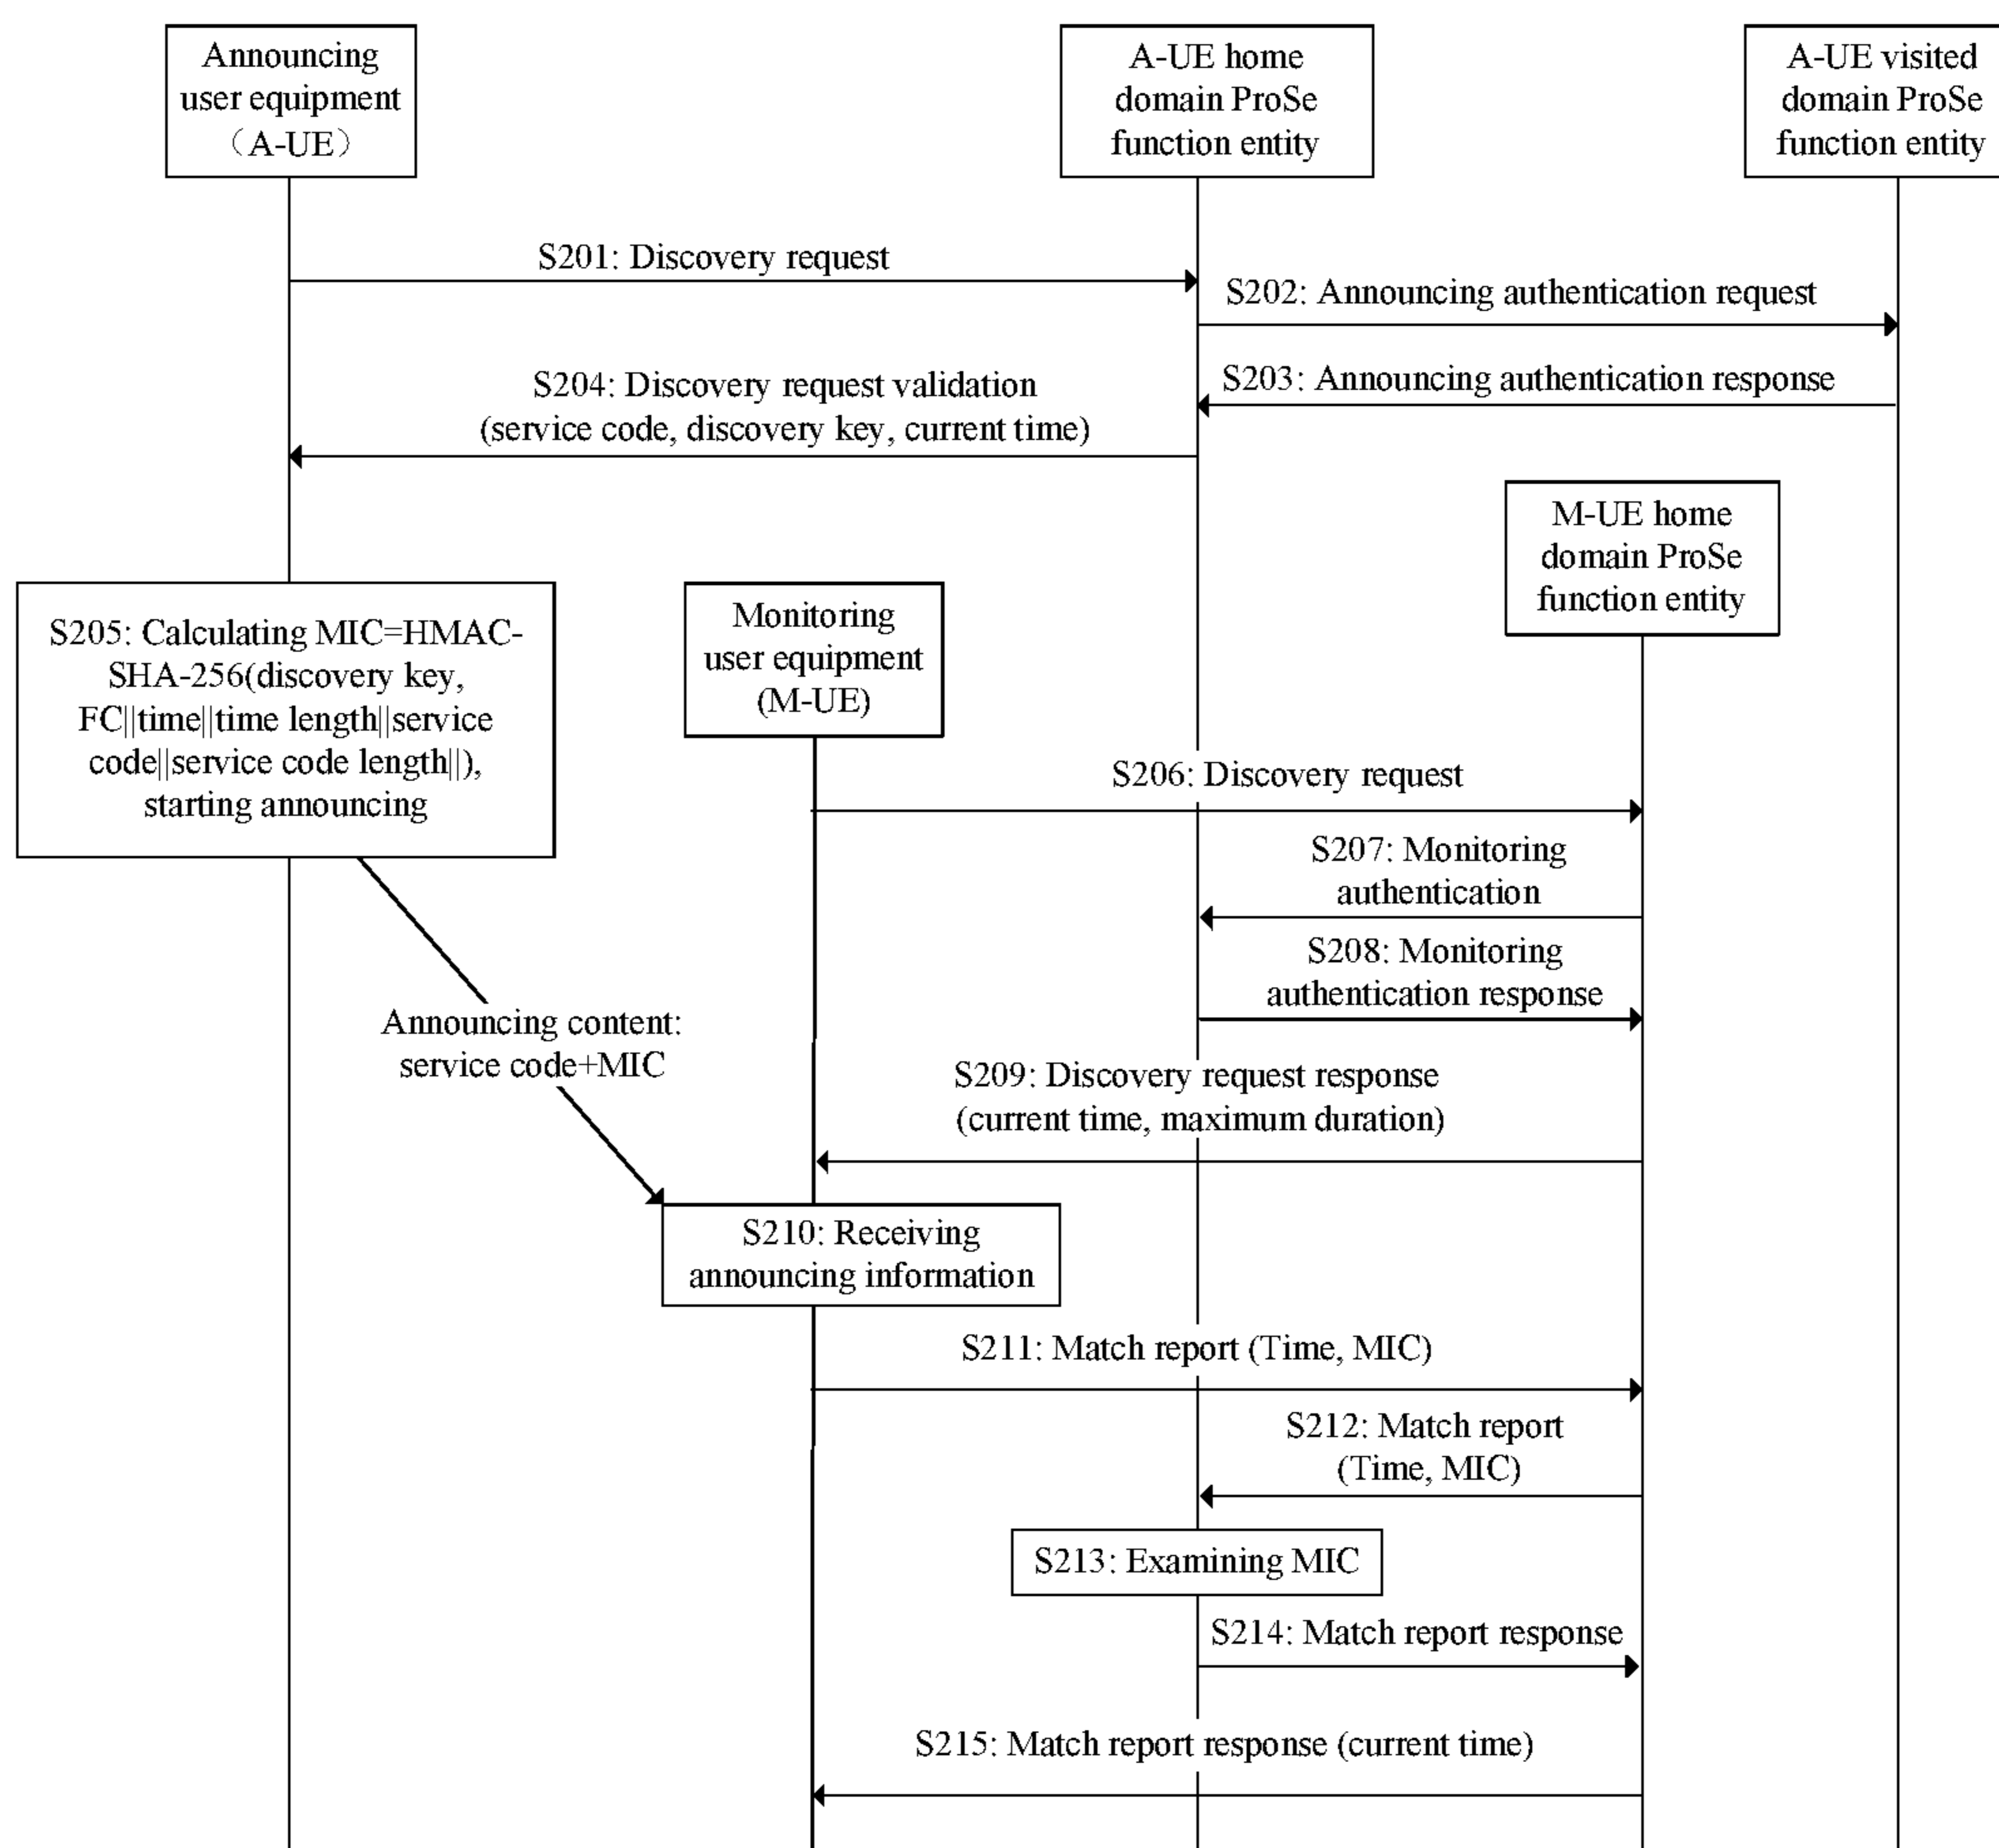 Announcing
user equipment
（A-UE）
A-UE home
domain ProSe
function entity
A-UE visited
domain ProSe
function entity
S201: Discovery request
S202: Announcing authentication request
S203: Announcing authentication response
S204: Discovery request validation
(service code, discovery key, current time)
M-UE home
domain ProSe
function entity
S205: Calculating MIC=HMAC-
SHA-256(discovery key,
FC||time||time length||service
code||service code length||),
starting announcing
Monitoring
user equipment
(M-UE)
S206: Discovery request
S207: Monitoring
authentication
S208: Monitoring
authentication response
Announcing content:
service code+MIC
S209: Discovery request response
(current time, maximum duration)
S210: Receiving
announcing information
S211: Match report (Time, MIC)
S212: Match report
(Time, MIC)
S213: Examining MIC
S214: Match report response
S215: Match report response (current time)